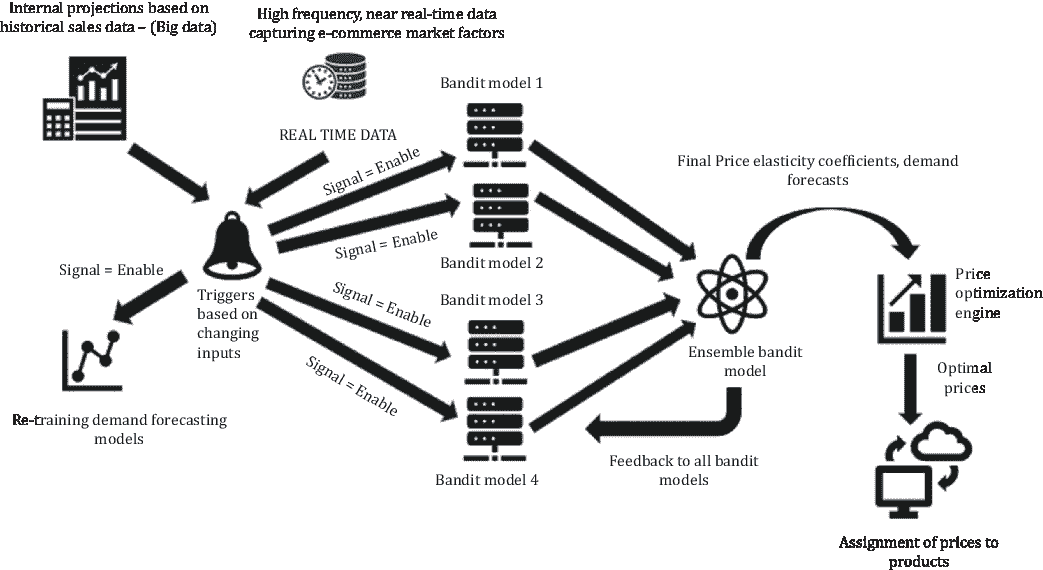 Internal projections based on
historical sales data – (Big data)
High frequency, near real-time data
capturing e-commerce market factors
REAL TIME DATA
Bandit model 1
Signal = Enable
Signal = Enable
Bandit model 2
Signal = Enable
Triggers
based on
changing
inputs
Bandit model 3
Signal = Enable
Signal = Enable
Bandit model 4
Re-training demand forecasting
models
Ensemble bandit
model
Feedback to all bandit
models
Final Price elasticity coefficients, demand
forecasts
Price
optimization
engine
Optimal
prices
Assignment of prices to
products